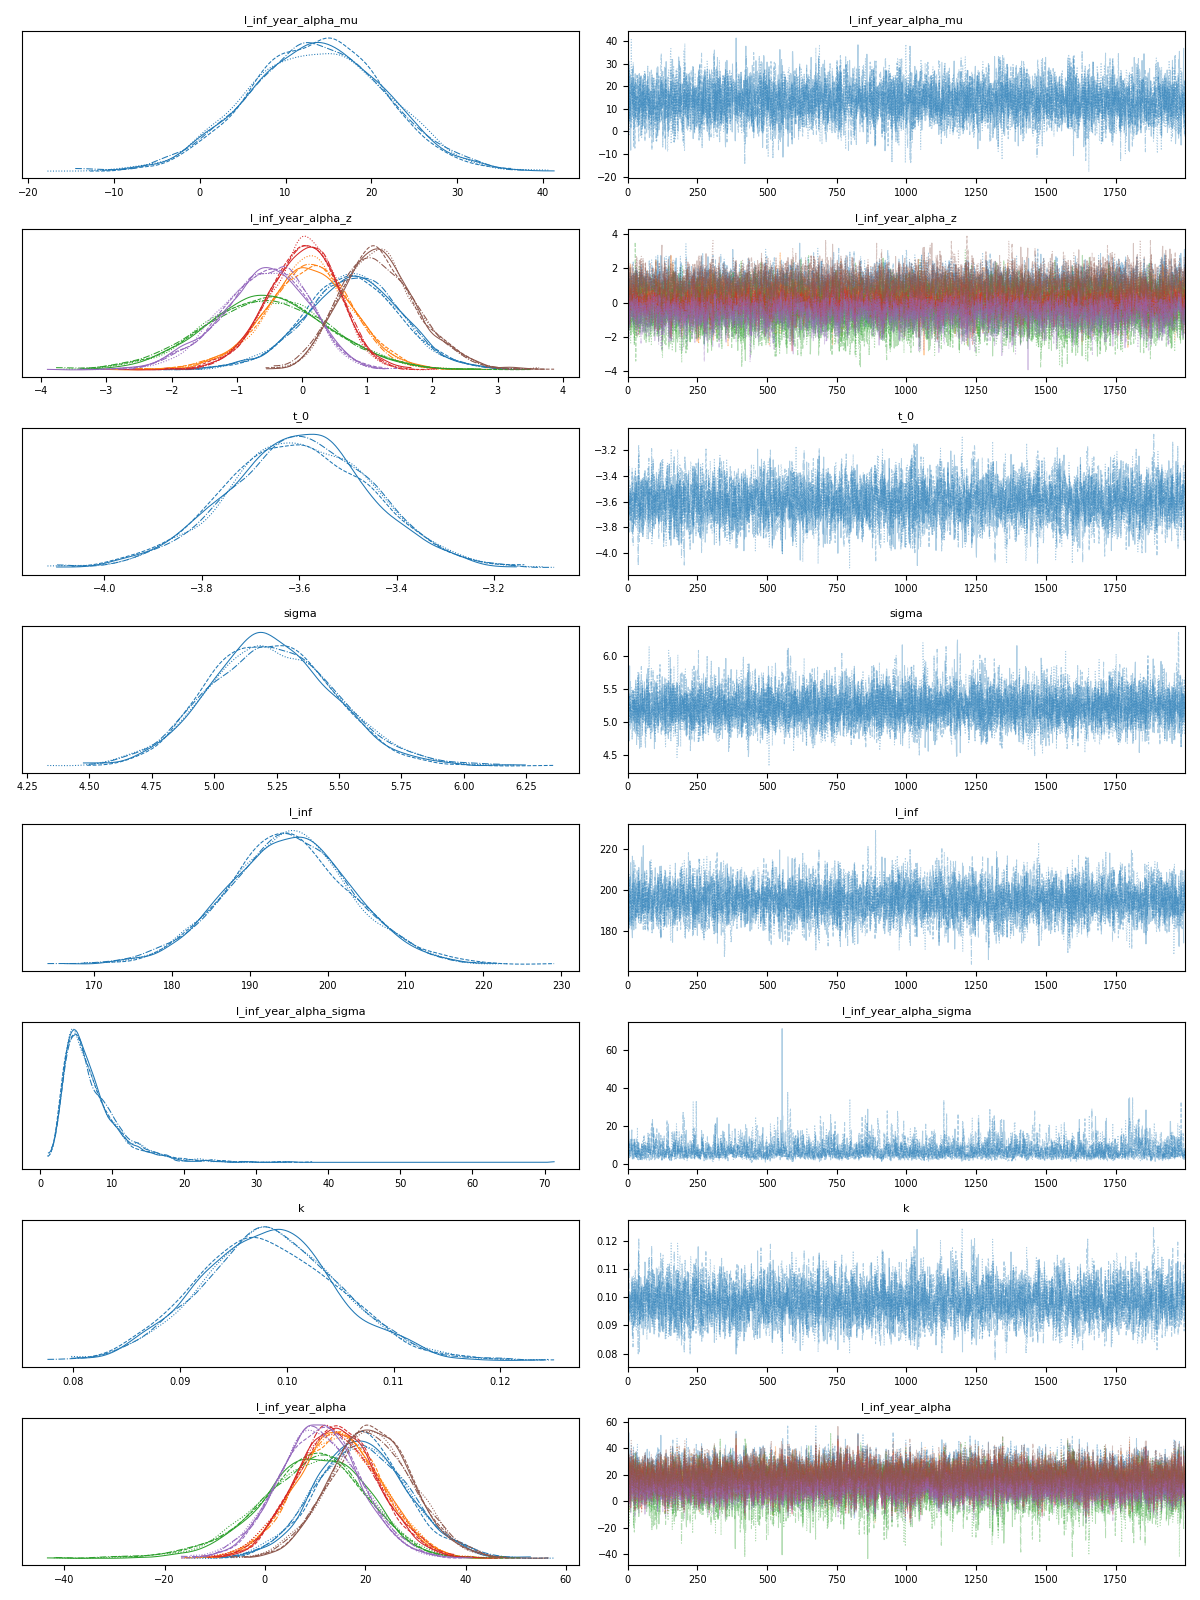 l_inf_year_alpha_mu
l_inf_year_alpha_mu
−20 −10 0 10 20 30 40
40
30
20
10
0
−10
−20
0 250 500 750 1000 1250 1500 1750
l_inf_year_alpha_z
l_inf_year_alpha_z
−4 −3 −2 −1 0 1 2 3 4
4
2
0
−2
−4
0 250 500 750 1000 1250 1500 1750
t_0
t_0
−4.0 −3.8 −3.6 −3.4 −3.2
−3.2
−3.4
−3.6
−3.8
−4.0
0 250 500 750 1000 1250 1500 1750
sigma
sigma
4.25 4.50 4.75 5.00 5.25 5.50 5.75 6.00 6.25
6.0
5.5
5.0
4.5
0 250 500 750 1000 1250 1500 1750
l_inf
l_inf
170 180 190 200 210 220 230
220
200
180
0 250 500 750 1000 1250 1500 1750
l_inf_year_alpha_sigma
l_inf_year_alpha_sigma
0 10 20 30 40 50 60 70
60
40
20
0
0 250 500 750 1000 1250 1500 1750
k
k
0.08 0.09 0.10 0.11 0.12
0.12
0.11
0.10
0.09
0.08
0 250 500 750 1000 1250 1500 1750
l_inf_year_alpha
l_inf_year_alpha
−40 −20 0 20 40 60
60
40
20
0
−20
−40
0 250 500 750 1000 1250 1500 1750